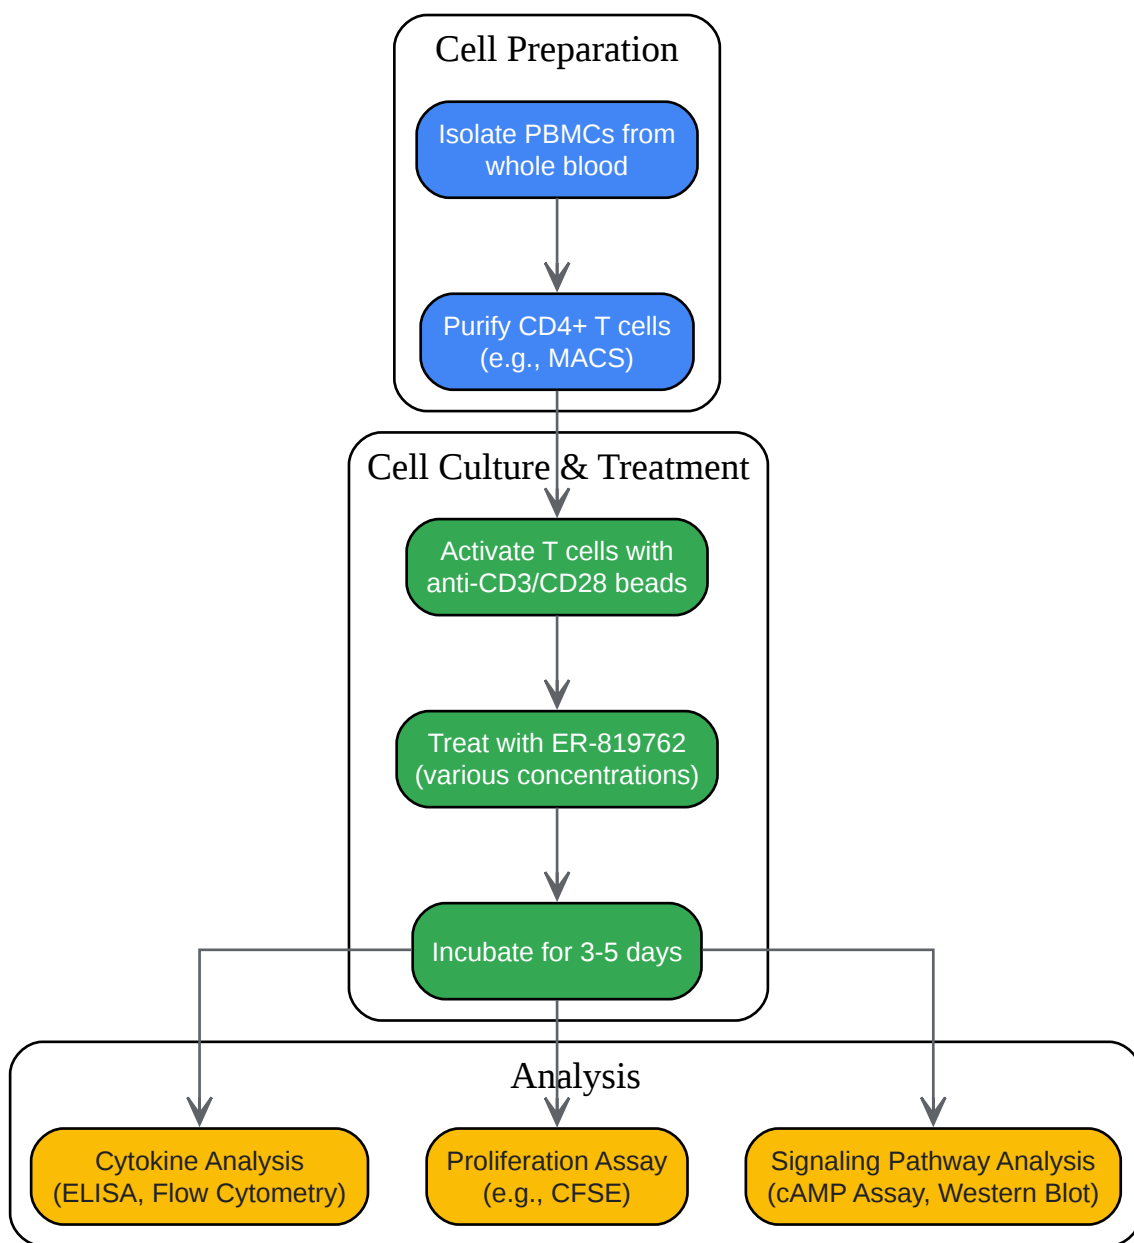 Cell Preparation
Isolate PBMCs from
whole blood
Purify CD4+ T cells
(e.g., MACS)
Cell Culture & Treatment
Activate T cells with
anti-CD3/CD28 beads
Treat with ER-819762
(various concentrations)
Incubate for 3-5 days
Analysis
Cytokine Analysis
(ELISA, Flow Cytometry)
Proliferation Assay
(e.g., CFSE)
Signaling Pathway Analysis
(cAMP Assay, Western Blot)